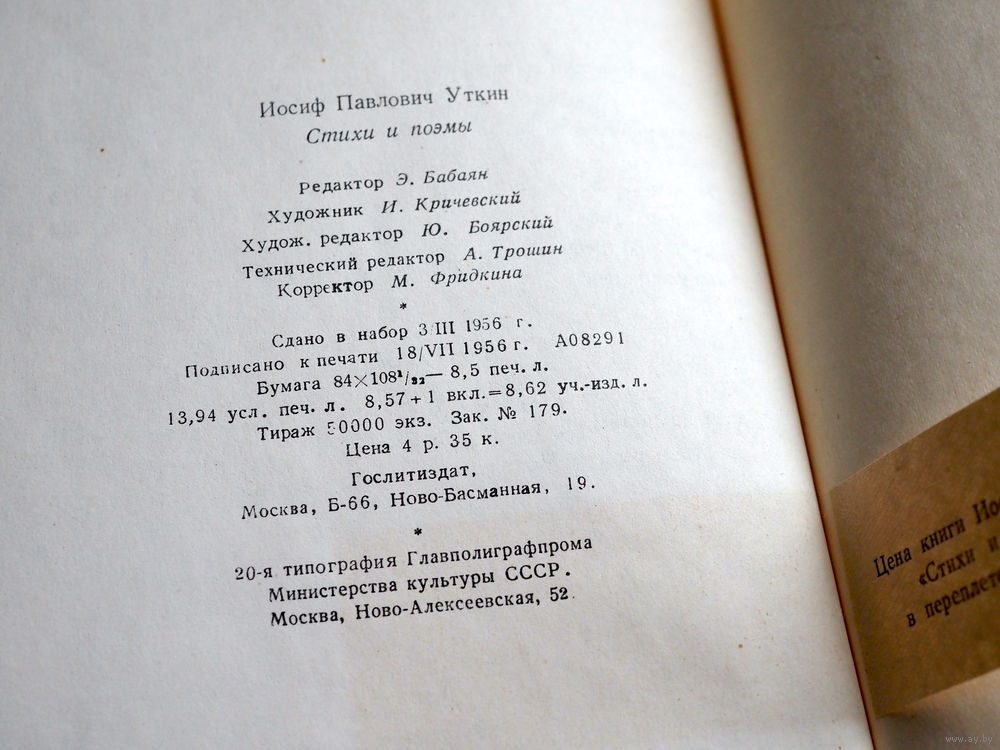 Иосиф Павлович Уткин
Стихи и поэмы
Редактор Э. Бабаян
Художник И. Кричевский
Худож. редактор Ю. Боярский
Технический редактор А. Трошин
Корректор М. Фридкина
*
Сдано в набор 3/III 1956 г.
Подписано к печати 18/VII 1956 г. А08291
Бумага 84×108¹/₃₂— 8,5 печ. л.
13,94 усл. печ. л. 8,57 + 1 вкл. = 8,62 уч.-изд. л.
Тираж 50000 экз. Зак. № 179.
Цена 4 р. 35 к.
Гослитиздат,
Москва, Б-66, Ново-Басманная, 19.
*
20-я типография Главполиграфпрома
Министерства культуры СССР.
Москва, Ново-Алексеевская, 52.
Цена книги
«Стихи и
в
www.ay.by